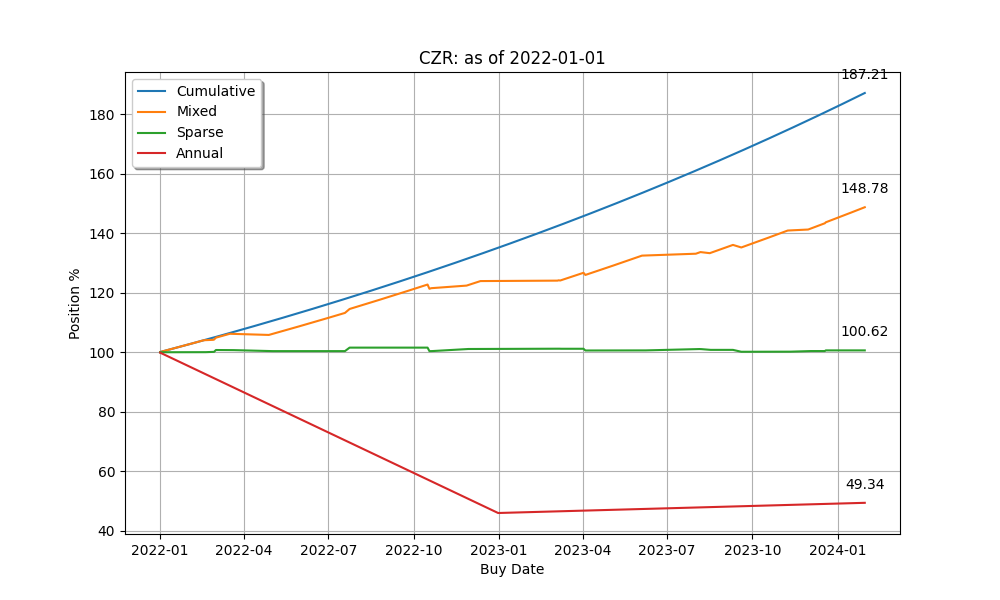 CZR: as of 2022-01-01
187.21
Cumulative
Mixed
Sparse
Annual
148.78
100.62
49.34
180
160
140
120
100
80
60
40
Position %
2022-01 2022-04 2022-07 2022-10 2023-01 2023-04 2023-07 2023-10 2024-01
Buy Date